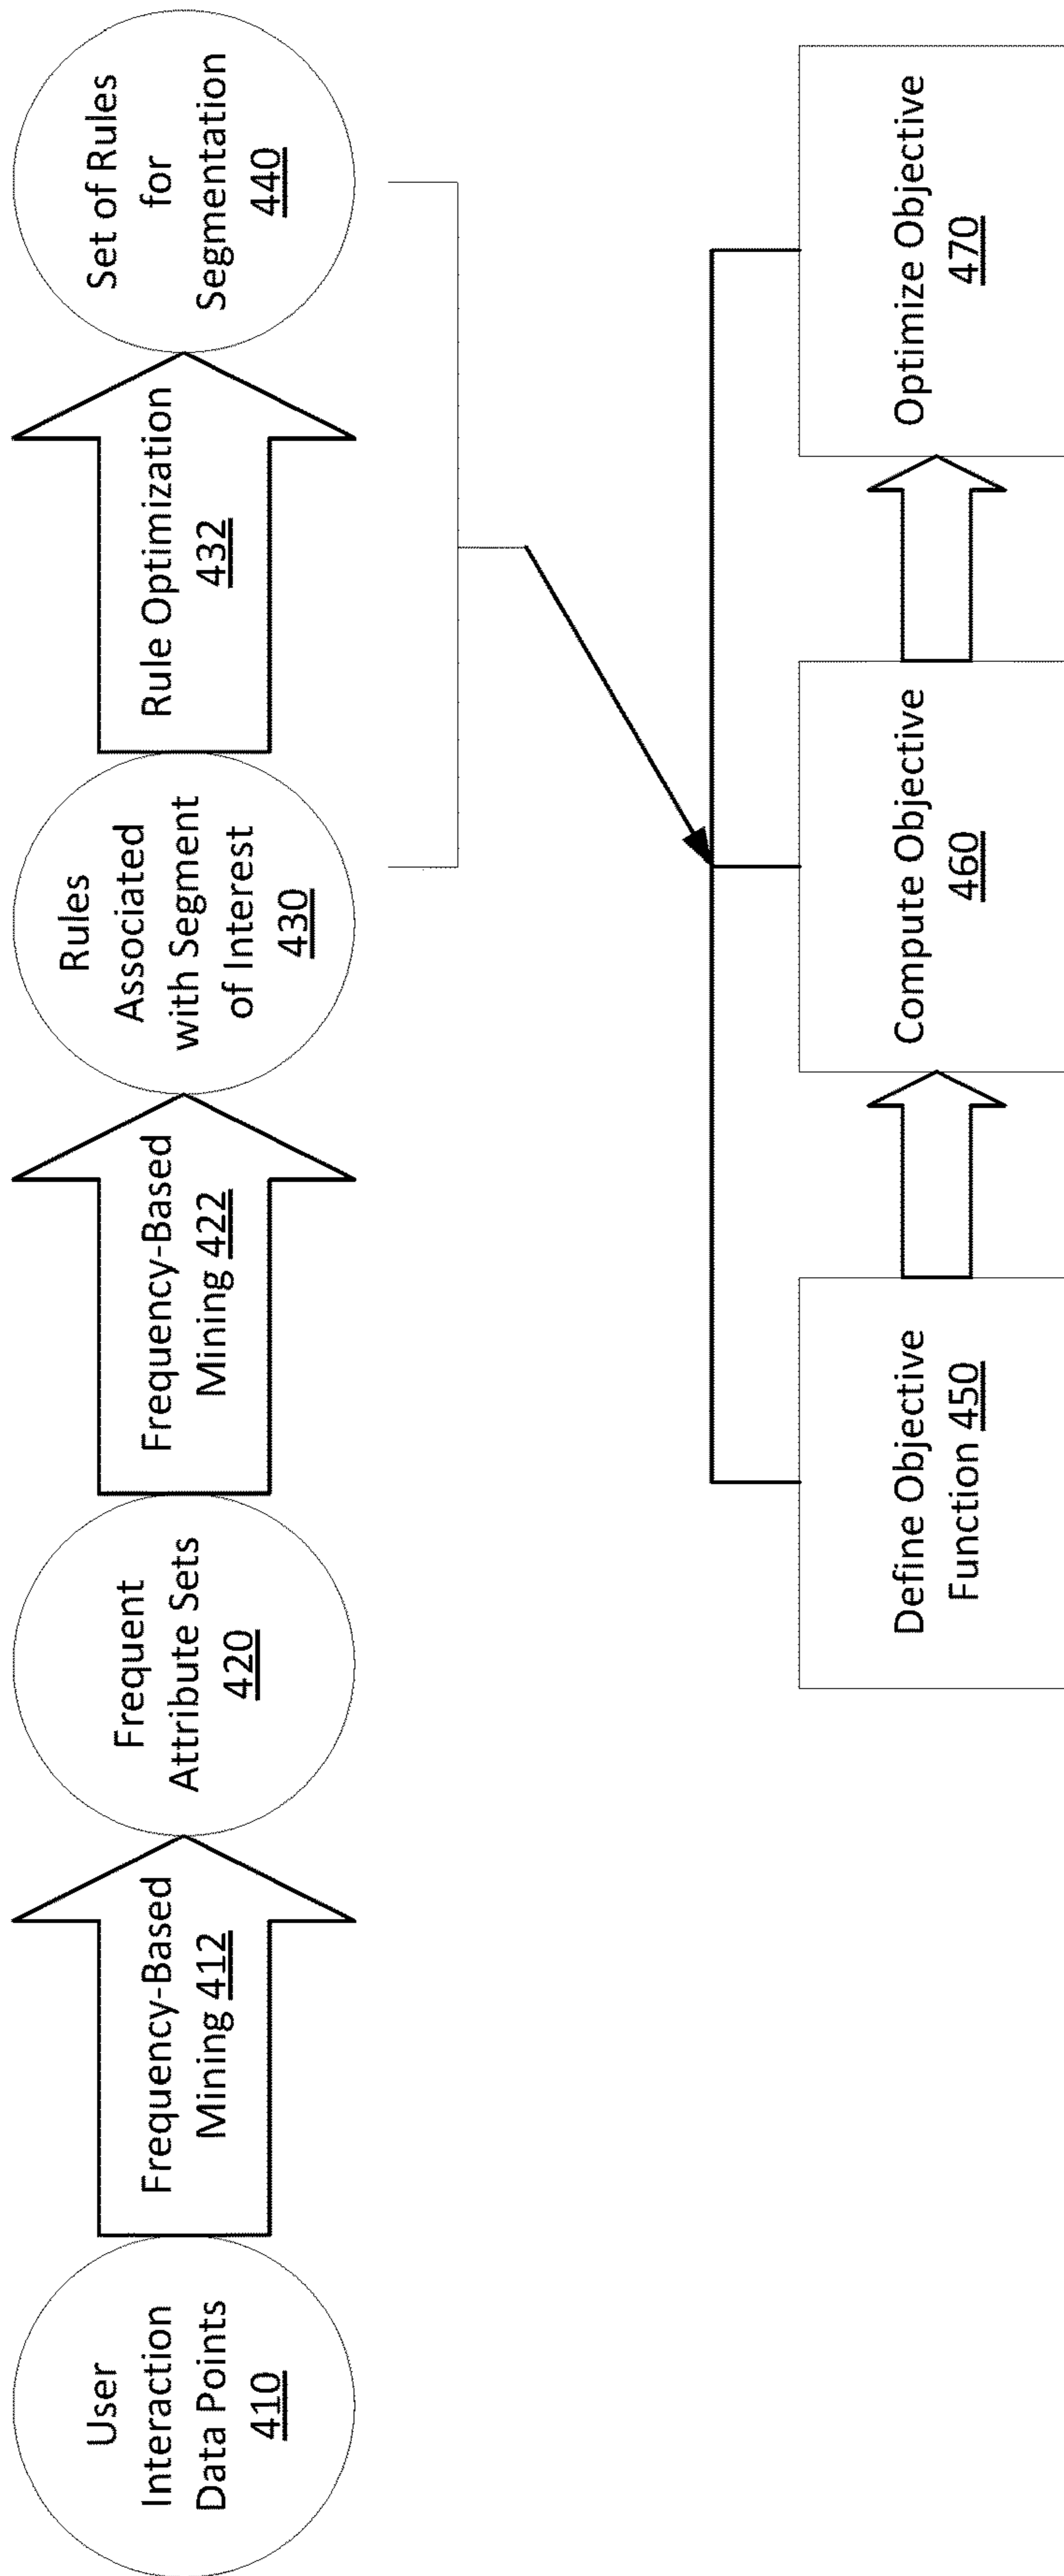 User
Interaction
Data Points
410
Frequency-Based
Mining 412
Frequent
Attribute Sets
420
Frequency-Based
Mining 422
Rules
Associated
with Segment
of Interest
430
Rule Optimization
432
Set of Rules
for
Segmentation
440
Define Objective
Function 450
Compute Objective
460
Optimize Objective
470